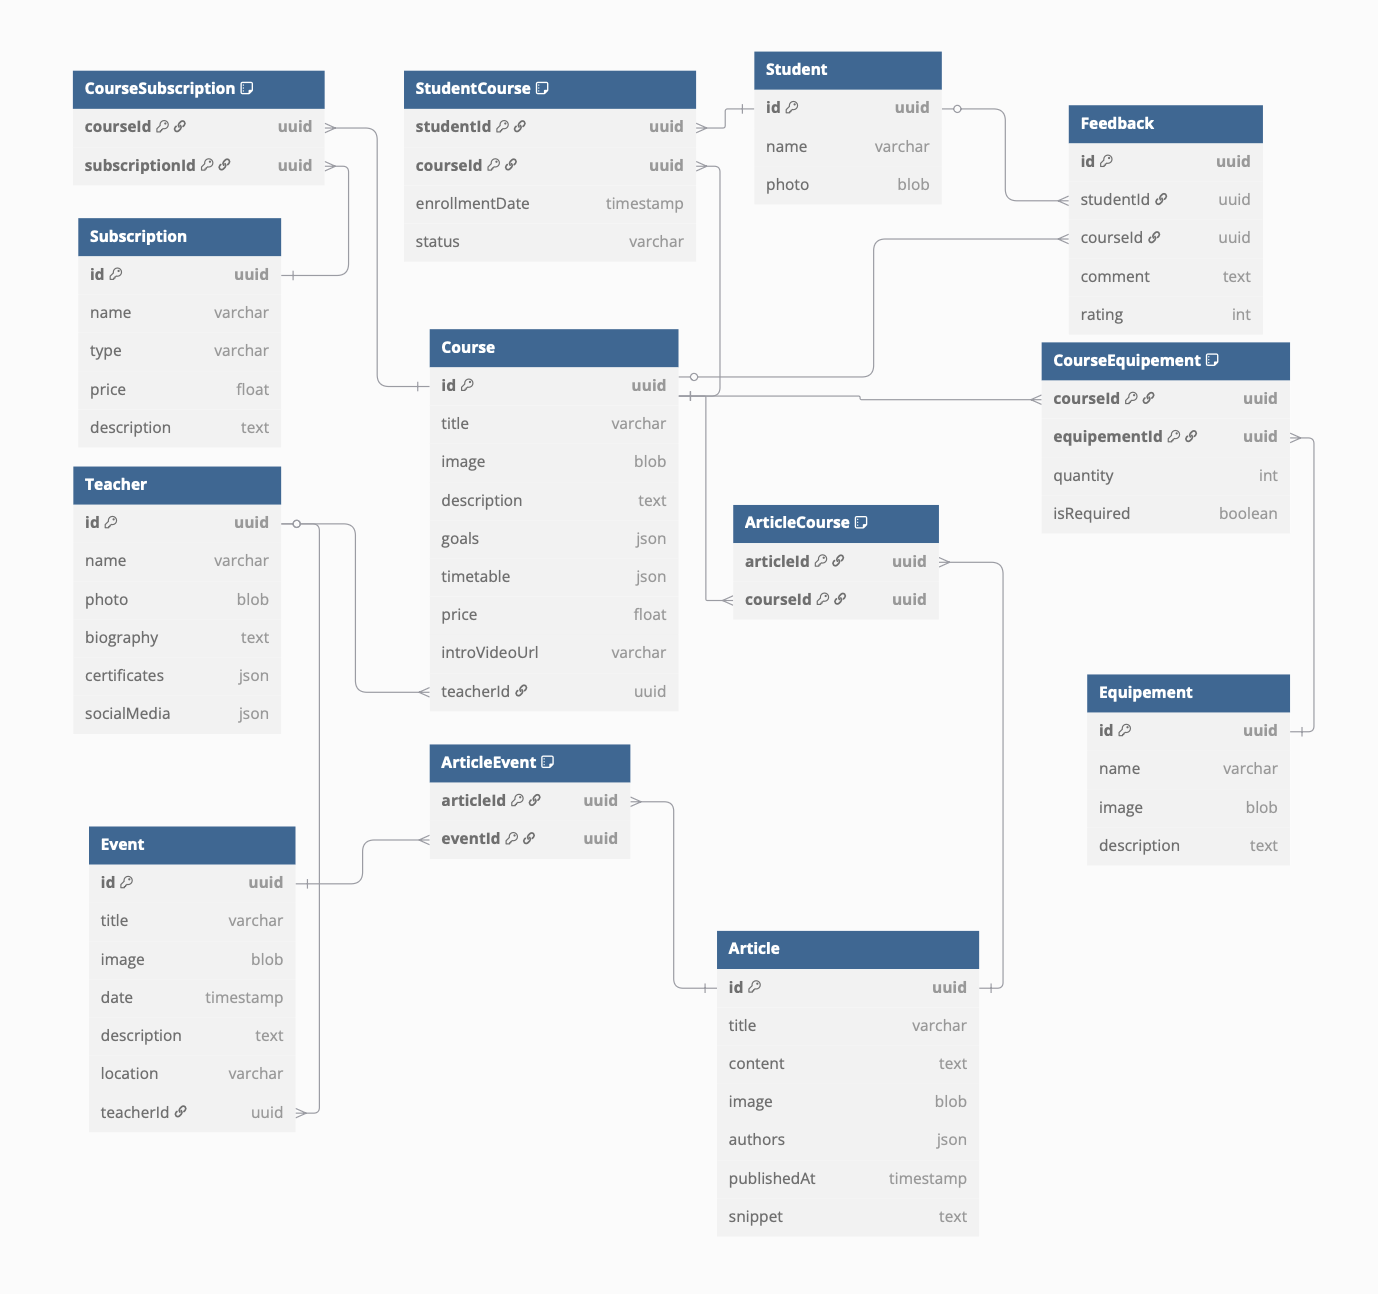 CourseSubscription
courseId uuid
subscriptionId uuid
StudentCourse
studentId uuid
courseId uuid
enrollmentDate timestamp
status varchar
Student
id uuid
name varchar
photo blob
Feedback
id uuid
studentId uuid
courseId uuid
comment text
rating int
Subscription
id uuid
name varchar
type varchar
price float
description text
Course
id uuid
title varchar
image blob
description text
goals json
timetable json
price float
introVideoUrl varchar
teacherId uuid
CourseEquipement
courseId uuid
equipementId uuid
quantity int
isRequired boolean
Teacher
id uuid
name varchar
photo blob
biography text
certificates json
socialMedia json
ArticleCourse
articleId uuid
courseId uuid
Equipement
id uuid
name varchar
image blob
description text
ArticleEvent
articleId uuid
eventId uuid
Event
id uuid
title varchar
image blob
date timestamp
description text
location varchar
teacherId uuid
Article
id uuid
title varchar
content text
image blob
authors json
publishedAt timestamp
snippet text